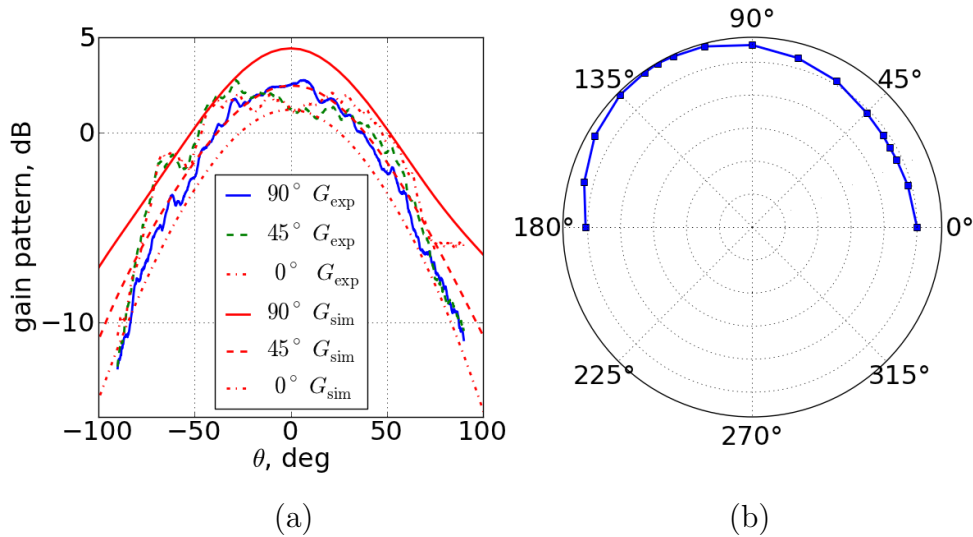 gain pattern, dB
5
0
−10
−100 −50 0 50 100
θ, deg
90° G_exp
45° G_exp
0° G_exp
90° G_sim
45° G_sim
0° G_sim
(a)
90°
135° 45°
180° 0°
225° 315°
270°
(b)